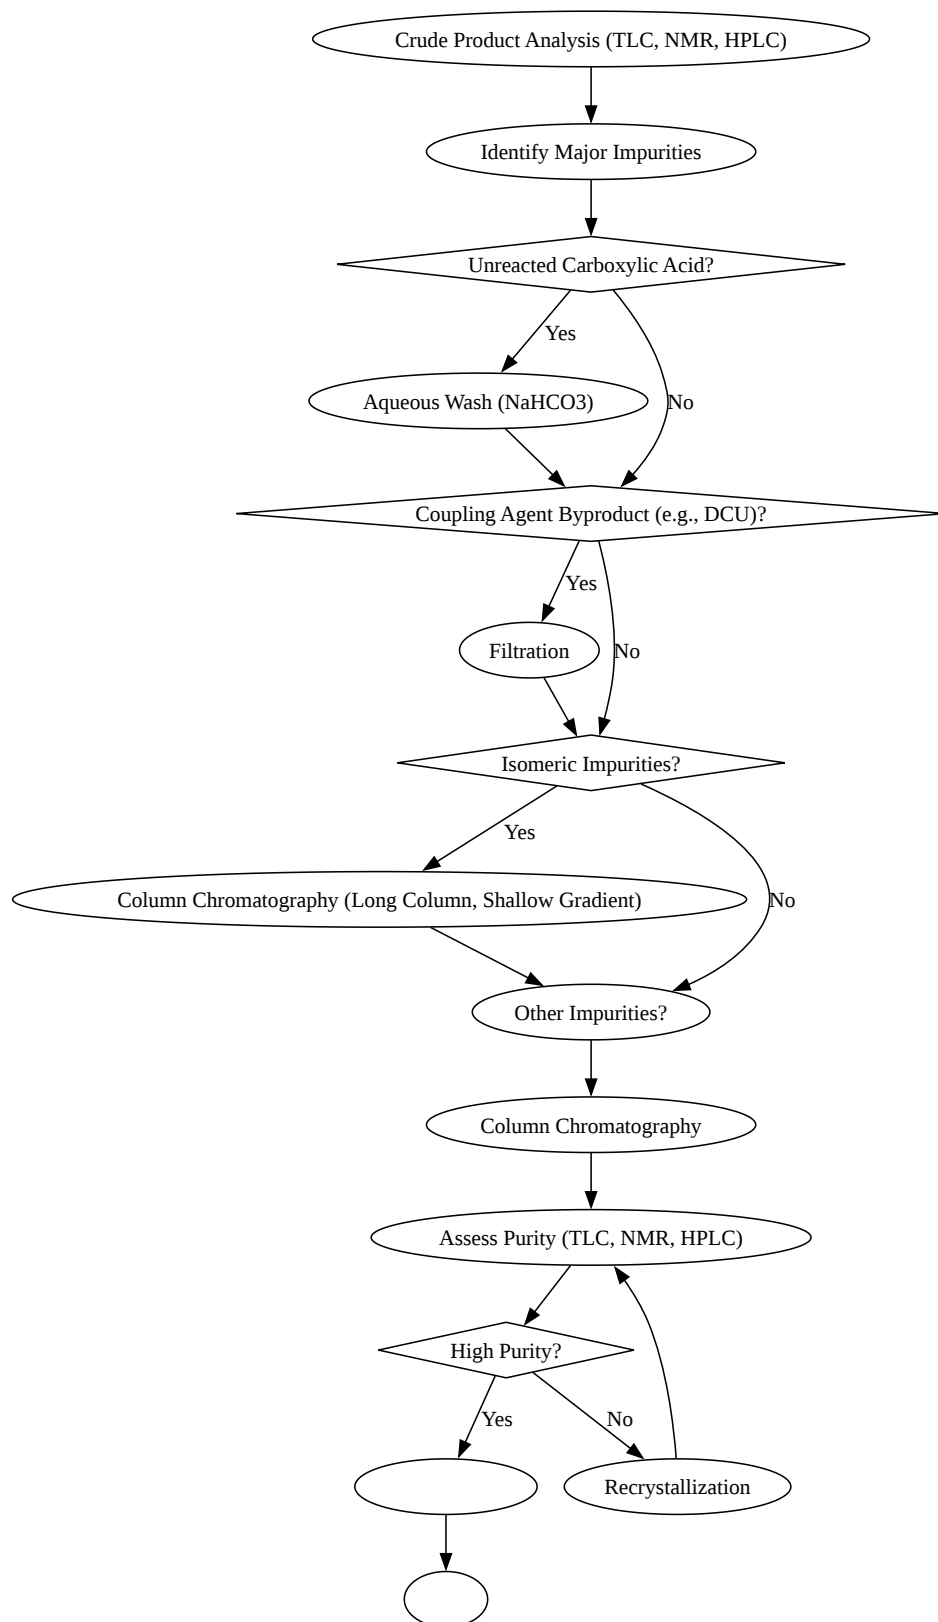 Crude Product Analysis (TLC, NMR, HPLC)
Identify Major Impurities
Unreacted Carboxylic Acid?
Yes
Aqueous Wash (NaHCO3)
No
Coupling Agent Byproduct (e.g., DCU)?
Yes
Filtration
No
Isomeric Impurities?
Yes
Column Chromatography (Long Column, Shallow Gradient)
No
Other Impurities?
Column Chromatography
Assess Purity (TLC, NMR, HPLC)
High Purity?
Yes
No
Recrystallization